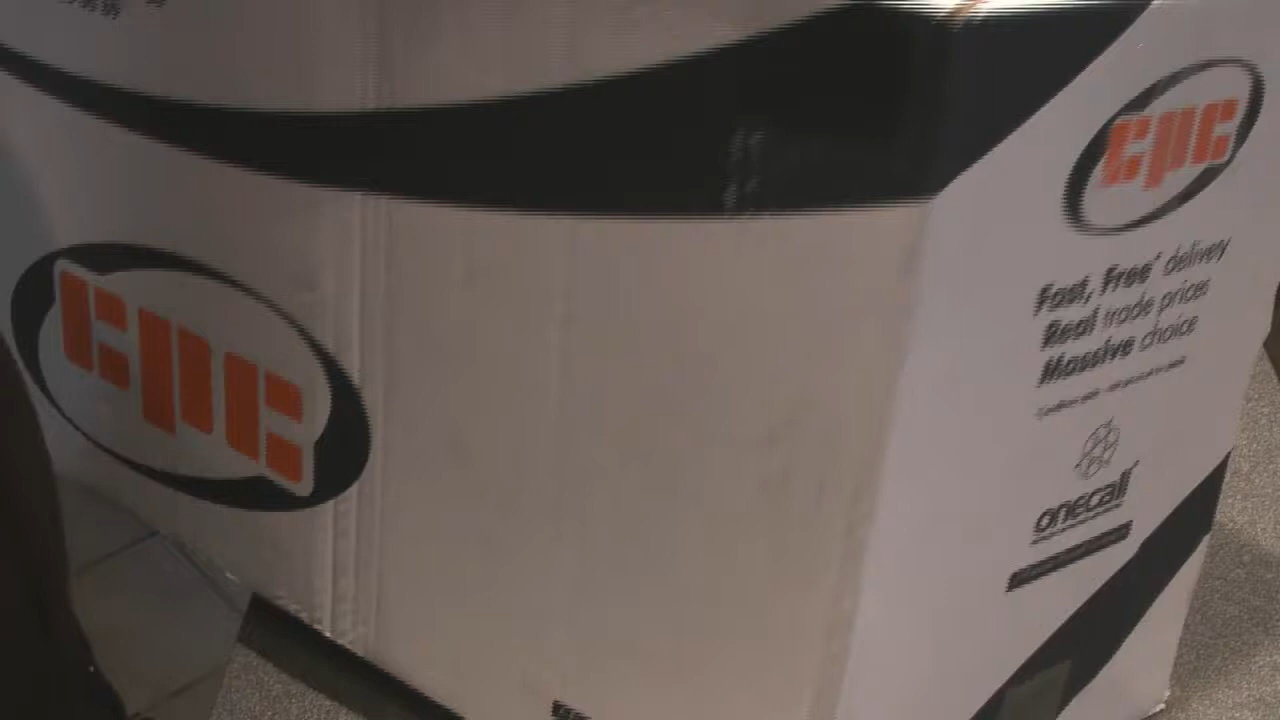 cpc
cpc
Fast, Free* delivery
Real trade prices
Massive choice
onecall